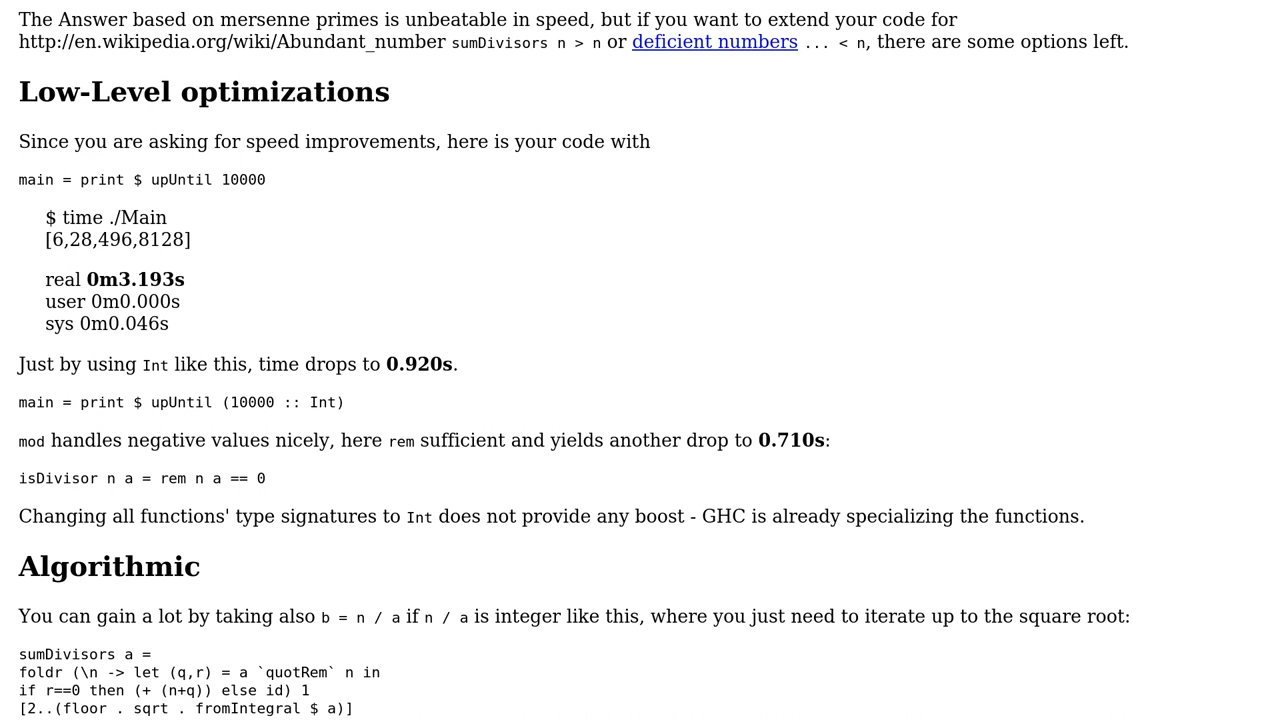 The Answer based on mersenne primes is unbeatable in speed, but if you want to extend your code for
http://en.wikipedia.org/wiki/Abundant_number sumDivisors n > n or deficient numbers ... < n, there are some options left.
Low-Level optimizations
Since you are asking for speed improvements, here is your code with
main = print $ upUntil 10000
$ time ./Main
[6,28,496,8128]
real 0m3.193s
user 0m0.000s
sys 0m0.046s
Just by using Int like this, time drops to 0.920s.
main = print $ upUntil (10000 :: Int)
mod handles negative values nicely, here rem sufficient and yields another drop to 0.710s:
isDivisor n a = rem n a == 0
Changing all functions' type signatures to Int does not provide any boost - GHC is already specializing the functions.
Algorithmic
You can gain a lot by taking also b = n / a if n / a is integer like this, where you just need to iterate up to the square root:
sumDivisors a =
foldr (\n -> let (q,r) = a `quotRem` n in
if r==0 then (+ (n+q)) else id) 1
[2..(floor . sqrt . fromIntegral $ a)]